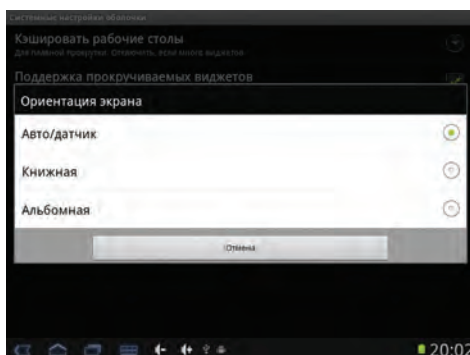 Системные настройки оболочки
Кэшировать рабочие столы
Для плавной прокрутки. Отключить, если много виджетов
Поддержка прокручиваемых виджетов
Ориентация экрана
Авто/датчик
Книжная
Альбомная
Отмена
20:02